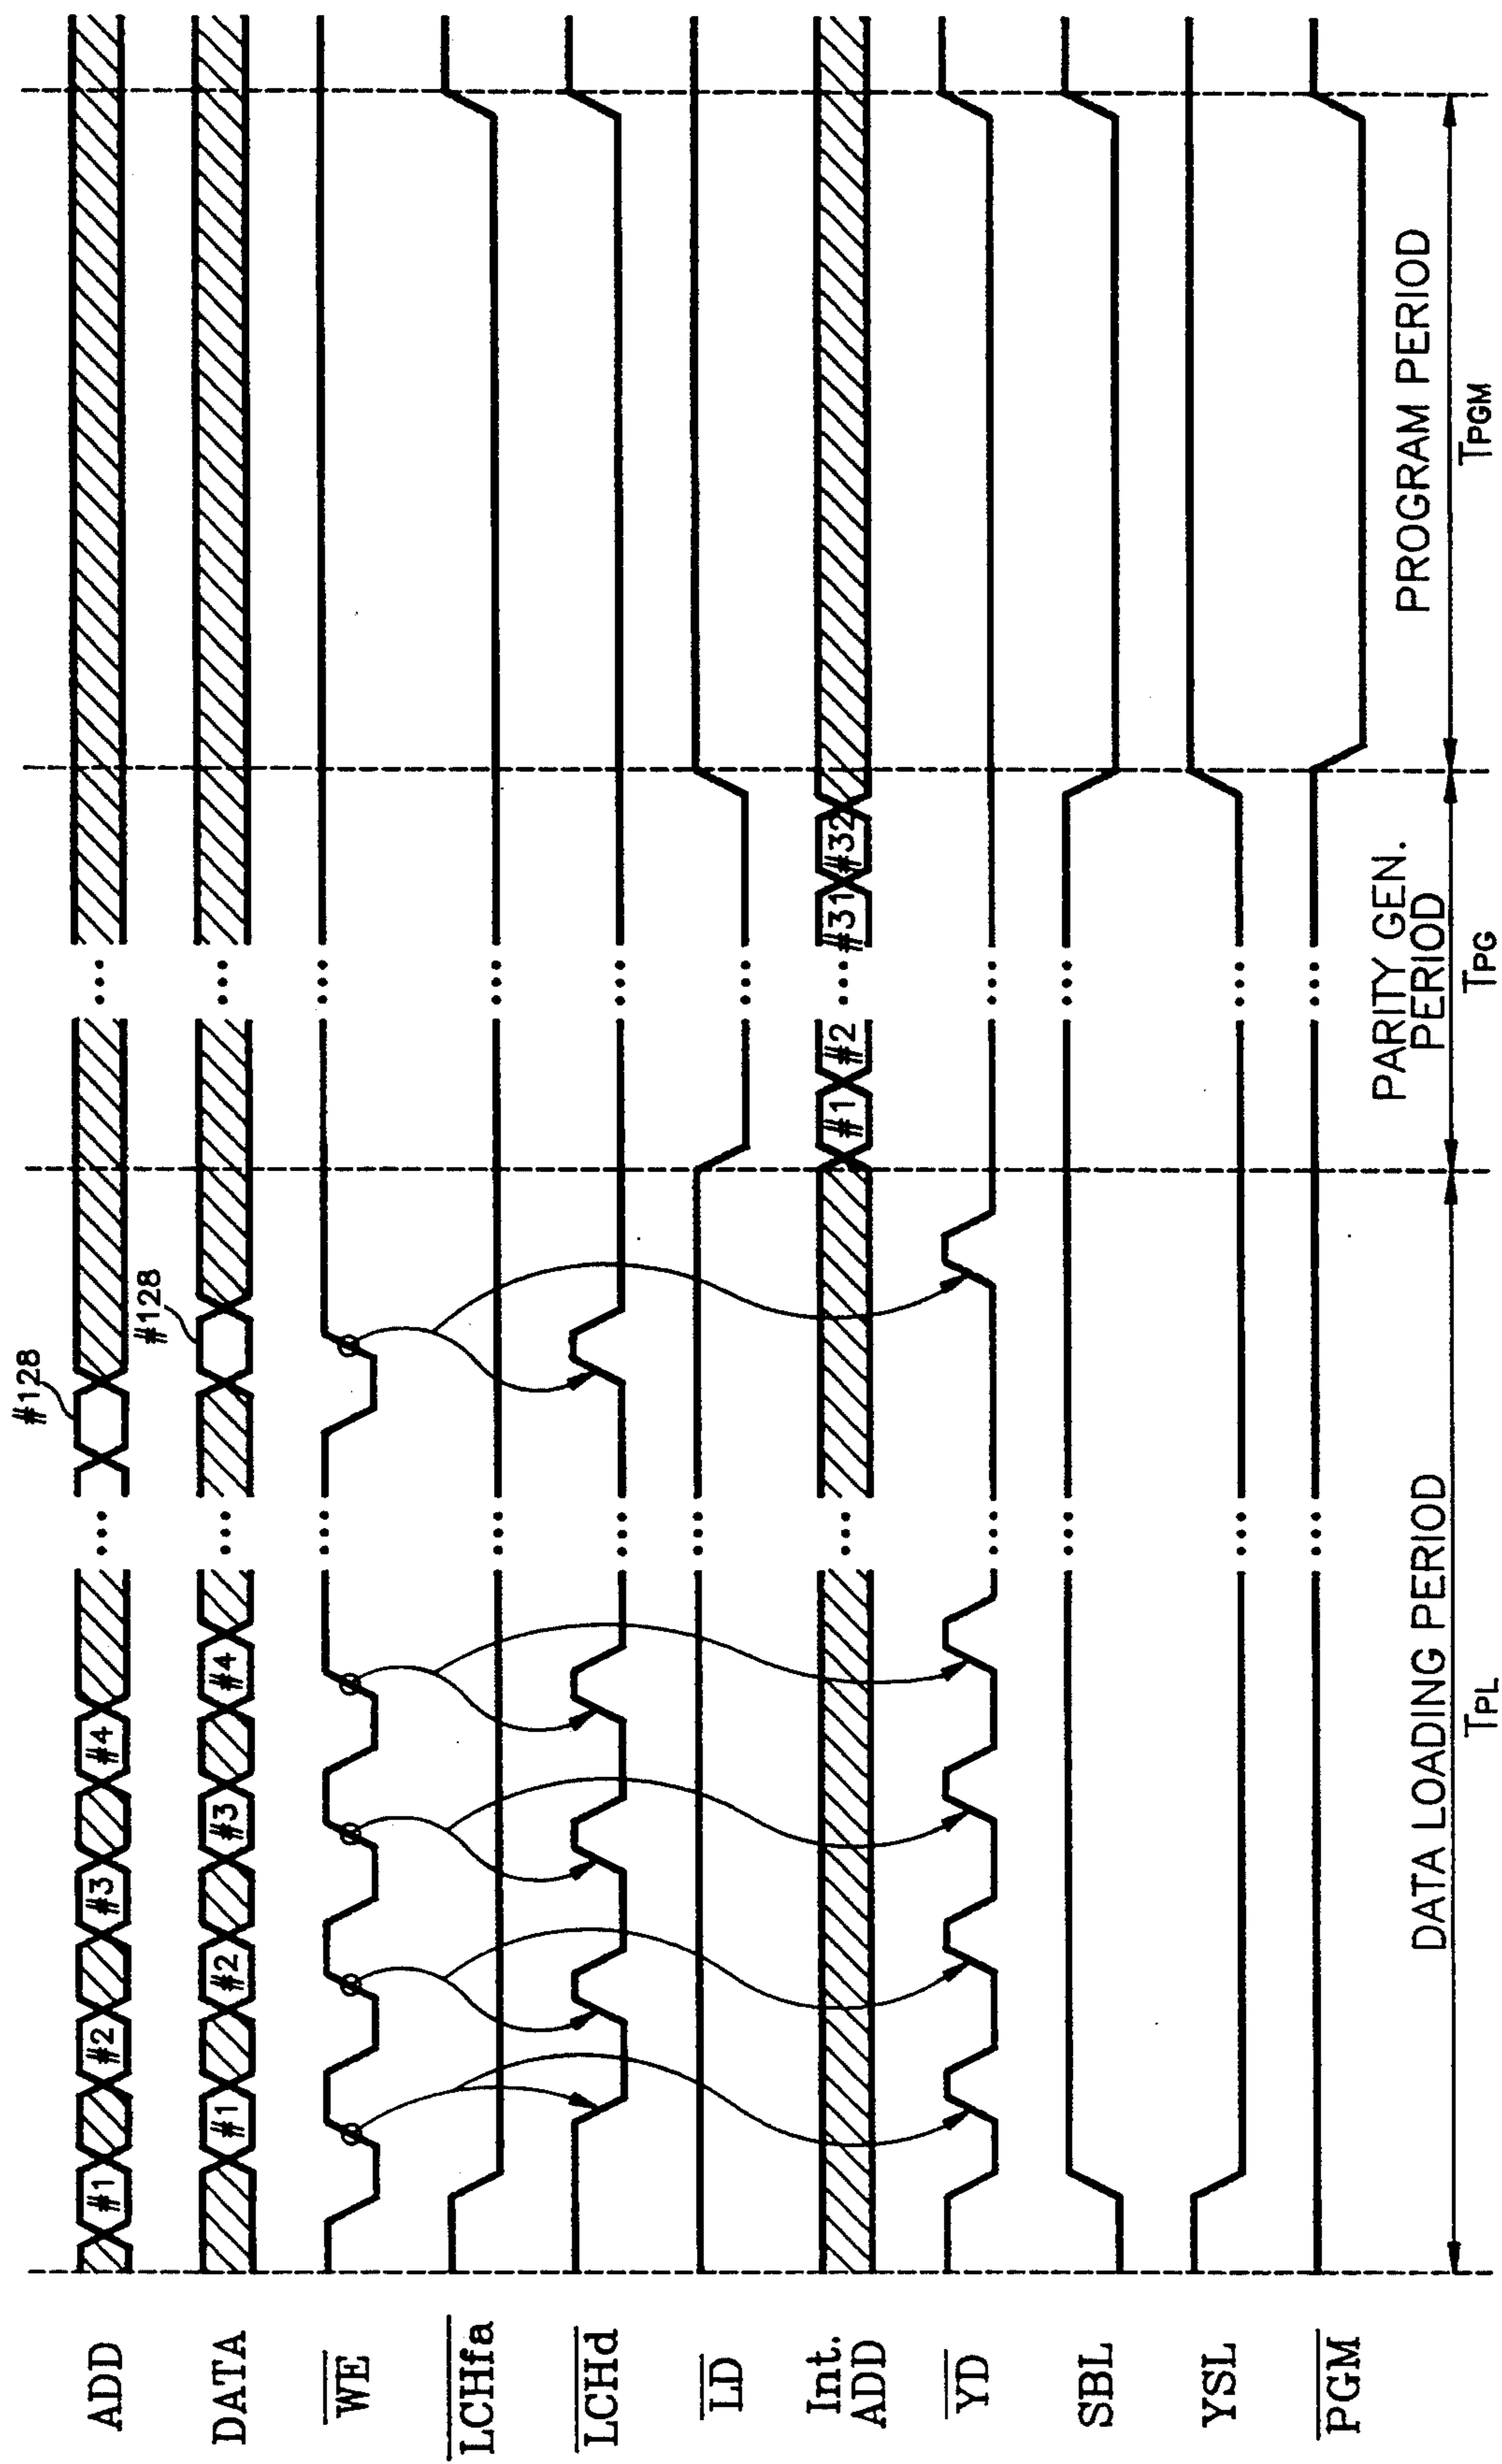 ADD #1 #2 #3 #4 ... #128 ...
DATA #1 #2 #3 #4 ... #128 ...
WE ... ...
LCHfa ... ...
LCHd ... ...
LD ... ...
Int. ADD ... #1 #2 ... #31 #32
YD ... ...
SBL ... ...
YSL ... ...
PGM ... ...
DATA LOADING PERIOD
TPL
PARITY GEN.
PERIOD
TPG
PROGRAM PERIOD
TPGM